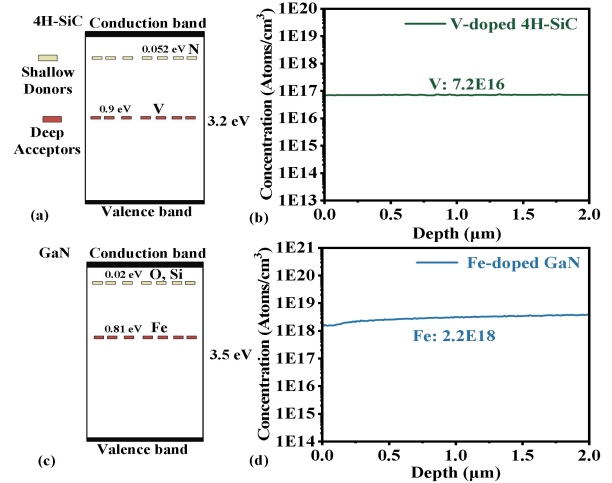 4H-SiC
Conduction band
0.052 eV N
Shallow
Donors
0.9 eV V
Deep
Acceptors
3.2 eV
(a)
Valence band
Concentration (Atoms/cm³)
1E20
1E19
1E18
1E17
1E16
1E15
1E14
1E13
V-doped 4H-SiC
V: 7.2E16
0.0 0.5 1.0 1.5 2.0
(b)
Depth (μm)
GaN
Conduction band
0.02 eV O, Si
0.81 eV Fe
3.5 eV
(c)
Valence band
Concentration (Atoms/cm³)
1E21
1E20
1E19
1E18
1E17
1E16
1E15
1E14
Fe-doped GaN
Fe: 2.2E18
0.0 0.5 1.0 1.5 2.0
(d)
Depth (μm)